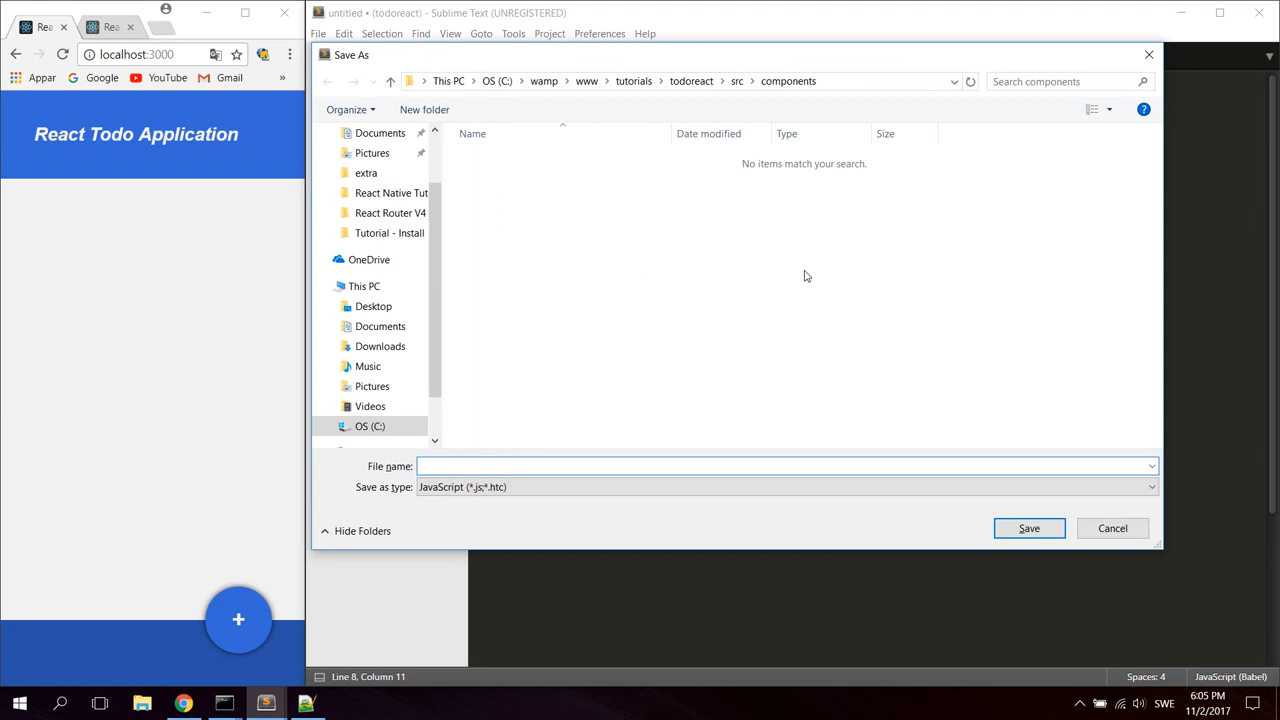 Rea
Rea
localhost:3000
Appar
Google
YouTube
Gmail
»
React Todo Application
+
untitled • (todoreact) - Sublime Text (UNREGISTERED)
File Edit Selection Find View Goto Tools Project Preferences Help
Save As
This PC > OS (C:) > wamp > www > tutorials > todoreact > src > components
Search components
Organize
New folder
Name
Date modified
Type
Size
No items match your search.
Documents
Pictures
extra
React Native Tut
React Router V4
Tutorial - Install
OneDrive
This PC
Desktop
Documents
Downloads
Music
Pictures
Videos
OS (C:)
File name:
Save as type: JavaScript (*.js;*.htc)
Hide Folders
Save
Cancel
Line 8, Column 11
Spaces: 4
JavaScript (Babel)
SWE
6:05 PM
11/2/2017